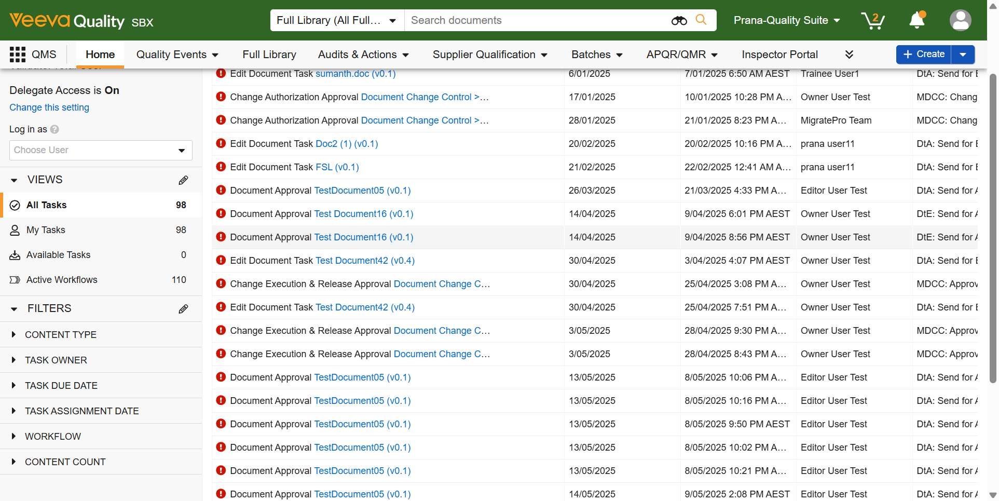 Veeva Quality SBX
Full Library (All Full...
Search documents
Prana-Quality Suite
2
QMS
Home
Quality Events
Full Library
Audits & Actions
Supplier Qualification
Batches
APQR/QMR
Inspector Portal
+ Create
Delegate Access is On
Change this setting
Log in as ?
Choose User
VIEWS
All Tasks 98
My Tasks 98
Available Tasks 0
Active Workflows 110
FILTERS
CONTENT TYPE
TASK OWNER
TASK DUE DATE
TASK ASSIGNMENT DATE
WORKFLOW
CONTENT COUNT
Edit Document Task sumanth.doc (v0.1) 6/01/2025 7/01/2025 6:50 AM AEST Trainee User1 DtA: Send for E
Change Authorization Approval Document Change Control >... 17/01/2025 10/01/2025 10:28 PM A... Owner User Test MDCC: Chang
Change Authorization Approval Document Change Control >... 28/01/2025 21/01/2025 8:23 PM A... MigratePro Team MDCC: Chang
Edit Document Task Doc2 (1) (v0.1) 20/02/2025 20/02/2025 10:16 PM A... prana user11 DtA: Send for E
Edit Document Task FSL (v0.1) 21/02/2025 22/02/2025 12:41 AM A... prana user11 DtA: Send for E
Document Approval TestDocument05 (v0.1) 26/03/2025 21/03/2025 4:33 PM A... Editor User Test DtA: Send for A
Document Approval Test Document16 (v0.1) 14/04/2025 9/04/2025 6:01 PM AEST Owner User Test DtE: Send for A
Document Approval Test Document16 (v0.1) 14/04/2025 9/04/2025 8:56 PM AEST Owner User Test DtE: Send for A
Edit Document Task Test Document42 (v0.4) 30/04/2025 3/04/2025 4:07 PM AEST Owner User Test DtA: Send for E
Change Execution & Release Approval Document Change C... 30/04/2025 25/04/2025 3:08 PM A... Owner User Test MDCC: Approv
Edit Document Task Test Document42 (v0.4) 30/04/2025 25/04/2025 7:51 PM A... Owner User Test DtA: Send for E
Change Execution & Release Approval Document Change C... 3/05/2025 28/04/2025 9:30 PM A... Owner User Test MDCC: Approv
Change Execution & Release Approval Document Change C... 3/05/2025 28/04/2025 8:43 PM A... Owner User Test MDCC: Approv
Document Approval TestDocument05 (v0.1) 13/05/2025 8/05/2025 10:06 PM A... Editor User Test DtA: Send for A
Document Approval TestDocument05 (v0.1) 13/05/2025 8/05/2025 10:16 PM A... Editor User Test DtA: Send for A
Document Approval TestDocument05 (v0.1) 13/05/2025 8/05/2025 9:50 PM AEST Editor User Test DtA: Send for A
Document Approval TestDocument05 (v0.1) 13/05/2025 8/05/2025 10:02 PM A... Editor User Test DtA: Send for A
Document Approval TestDocument05 (v0.1) 13/05/2025 8/05/2025 10:21 PM A... Editor User Test DtA: Send for A
Document Approval TestDocument05 (v0.1) 14/05/2025 9/05/2025 2:08 PM AEST Editor User Test DtA: Send for A